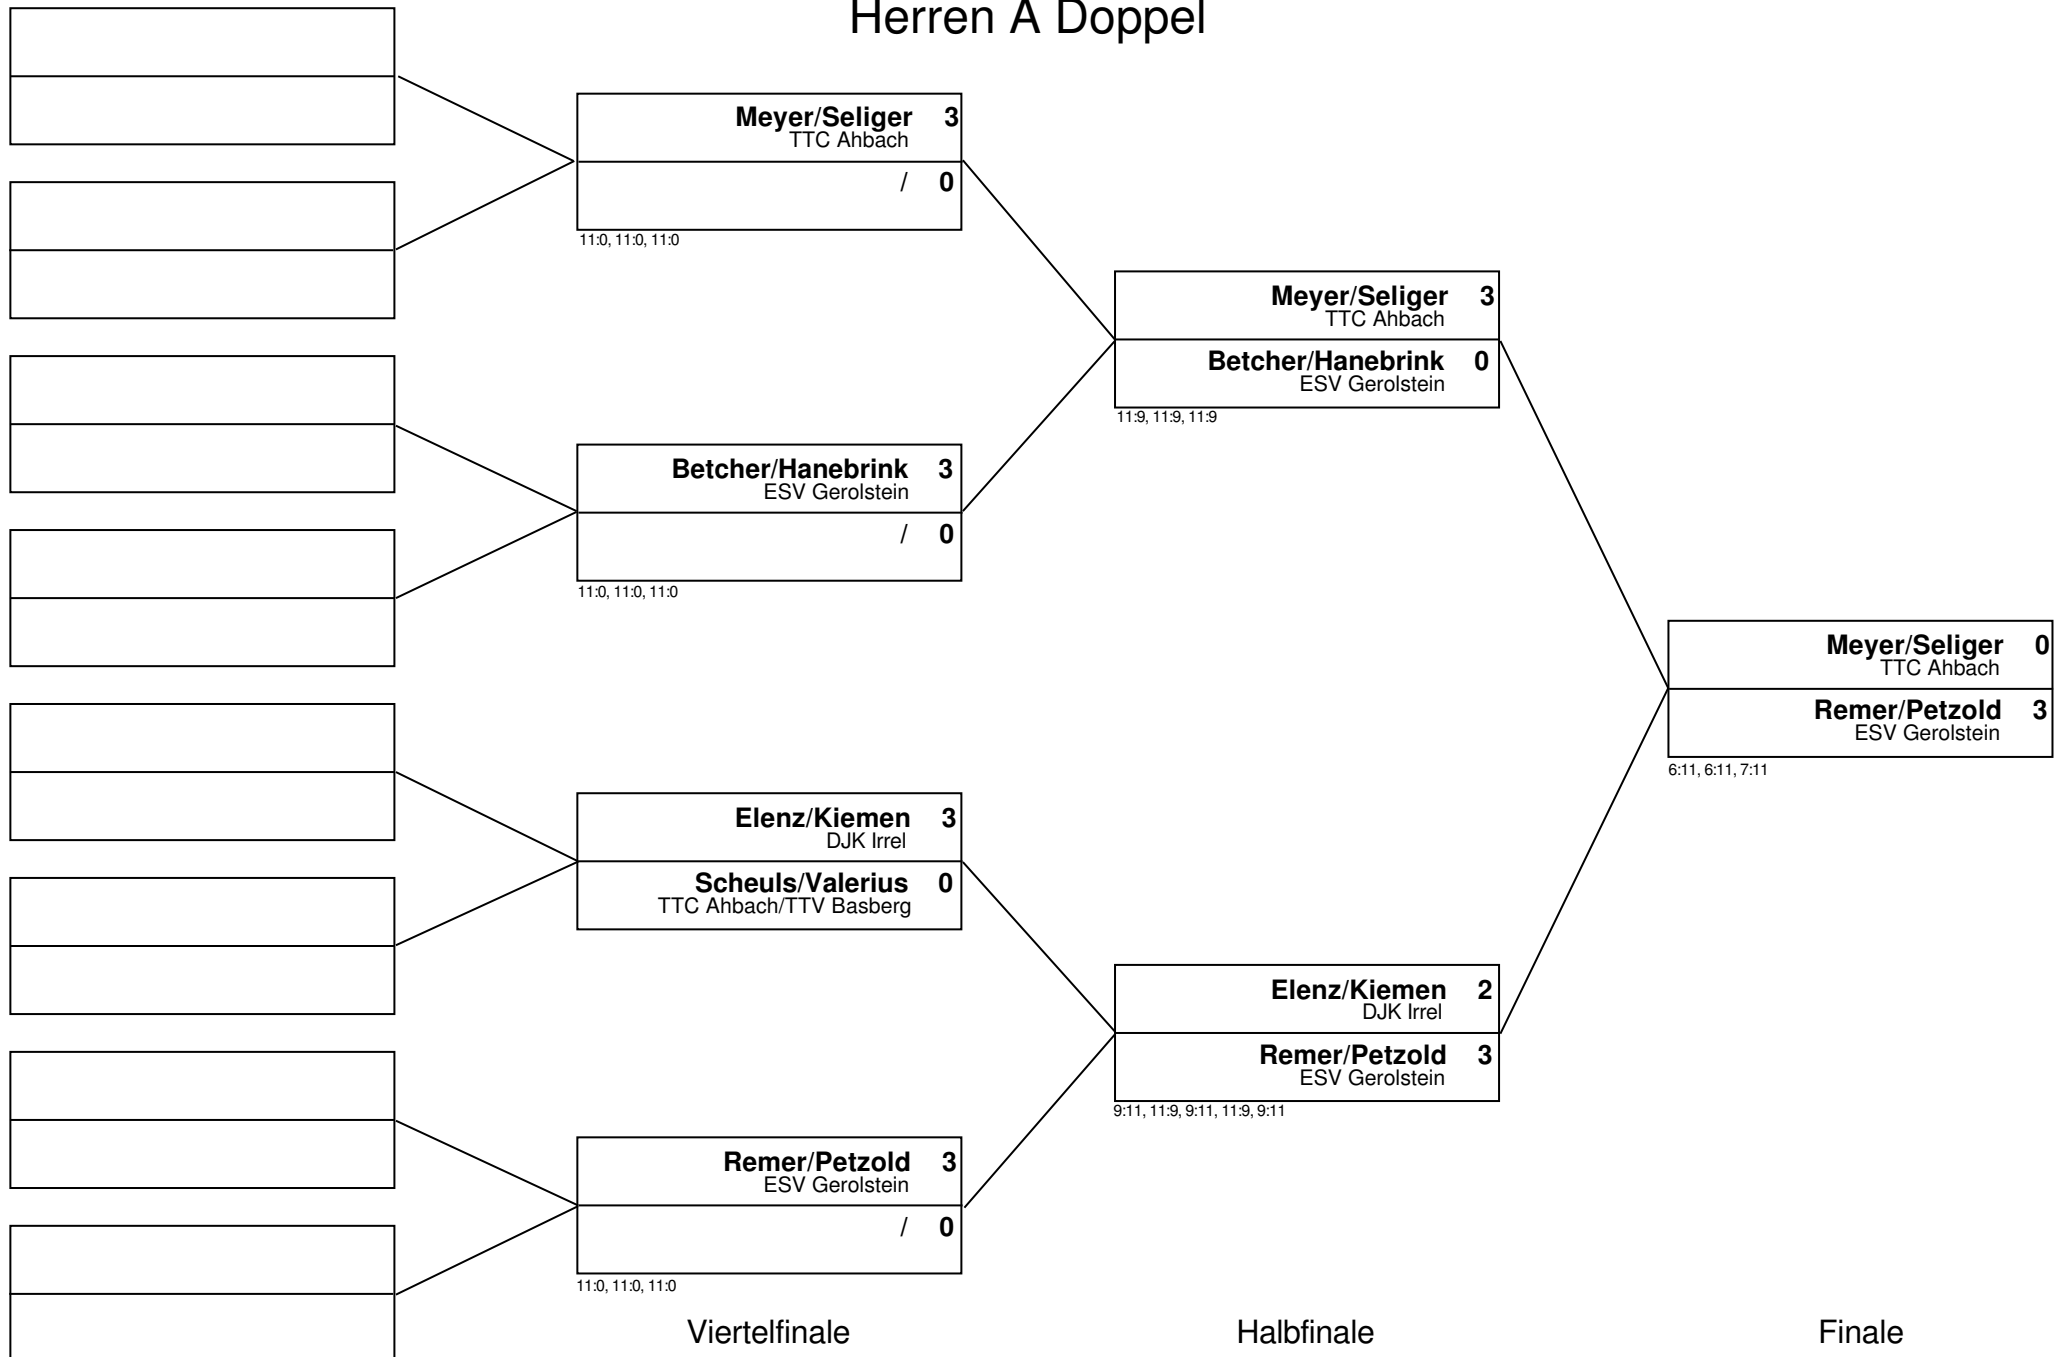 Herren A Doppel
Meyer/Seliger 3
TTC Ahbach
/ 0
11:0, 11:0, 11:0
Betcher/Hanebrink 3
ESV Gerolstein
/ 0
11:0, 11:0, 11:0
Elenz/Kiemen 3
DJK Irrel
Scheuls/Valerius 0
TTC Ahbach/TTV Basberg
Remer/Petzold 3
ESV Gerolstein
/ 0
11:0, 11:0, 11:0
Viertelfinale
Meyer/Seliger 3
TTC Ahbach
Betcher/Hanebrink 0
ESV Gerolstein
11:9, 11:9, 11:9
Elenz/Kiemen 2
DJK Irrel
Remer/Petzold 3
ESV Gerolstein
9:11, 11:9, 9:11, 11:9, 9:11
Halbfinale
Meyer/Seliger 0
TTC Ahbach
Remer/Petzold 3
ESV Gerolstein
6:11, 6:11, 7:11
Finale